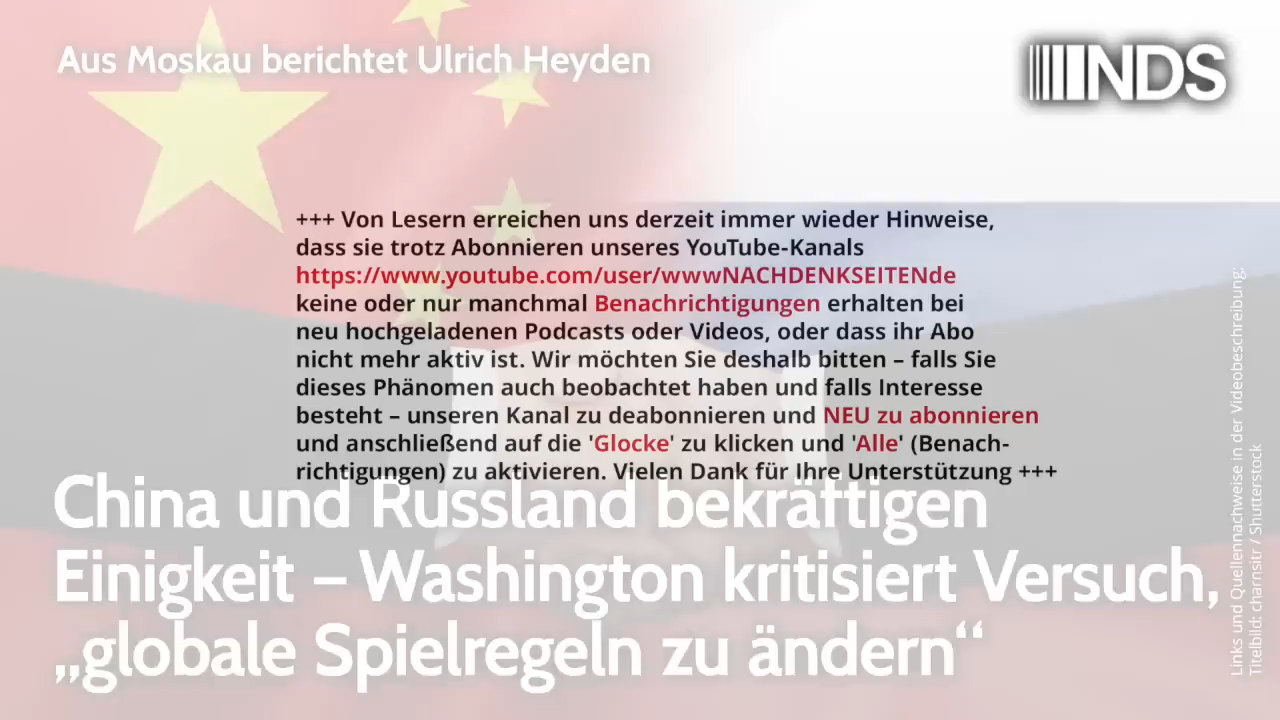 Aus Moskau berichtet Ulrich Heyden
NDS
+++ Von Lesern erreichen uns derzeit immer wieder Hinweise,
dass sie trotz Abonnieren unseres YouTube-Kanals
https://www.youtube.com/user/wwwNACHDENKSEITENde
keine oder nur manchmal Benachrichtigungen erhalten bei
neu hochgeladenen Podcasts oder Videos, oder dass ihr Abo
nicht mehr aktiv ist. Wir möchten Sie deshalb bitten – falls Sie
dieses Phänomen auch beobachtet haben und falls Interesse
besteht – unseren Kanal zu deabonnieren und NEU zu abonnieren
und anschließend auf die 'Glocke' zu klicken und 'Alle' (Benach-
richtigungen) zu aktivieren. Vielen Dank für Ihre Unterstützung +++
China und Russland bekräftigen
Einigkeit – Washington kritisiert Versuch,
„globale Spielregeln zu ändern“
Links und Quellennachweise in der Videobeschreibung;
Titelbild: charnsitr / Shutterstock